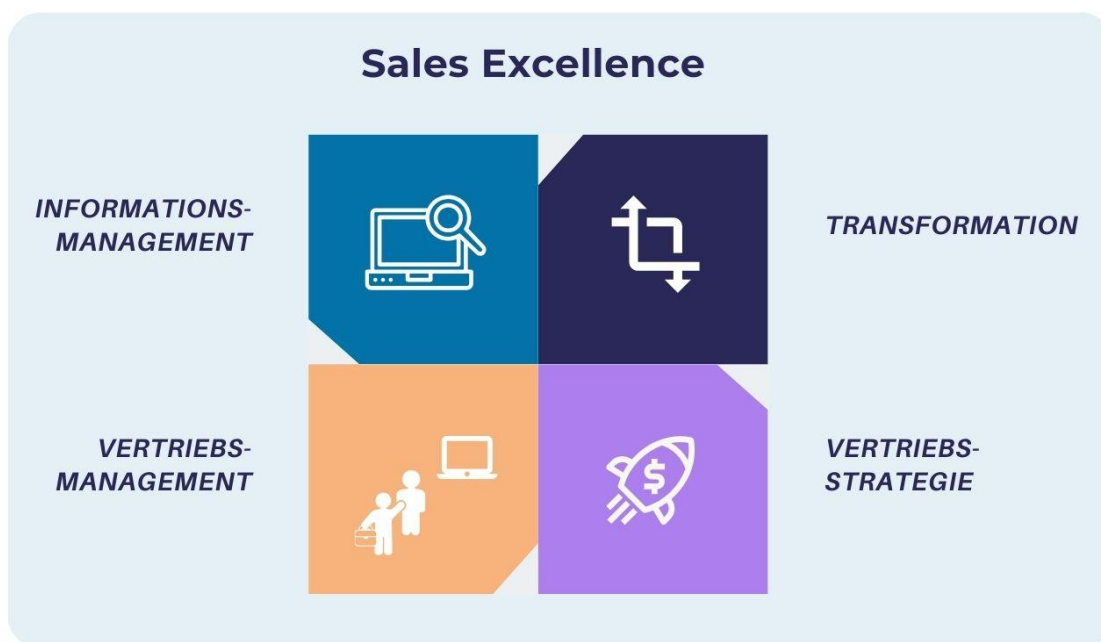 Sales Excellence
INFORMATIONS-
MANAGEMENT
TRANSFORMATION
VERTRIEBS-
MANAGEMENT
VERTRIEBS-
STRATEGIE
$